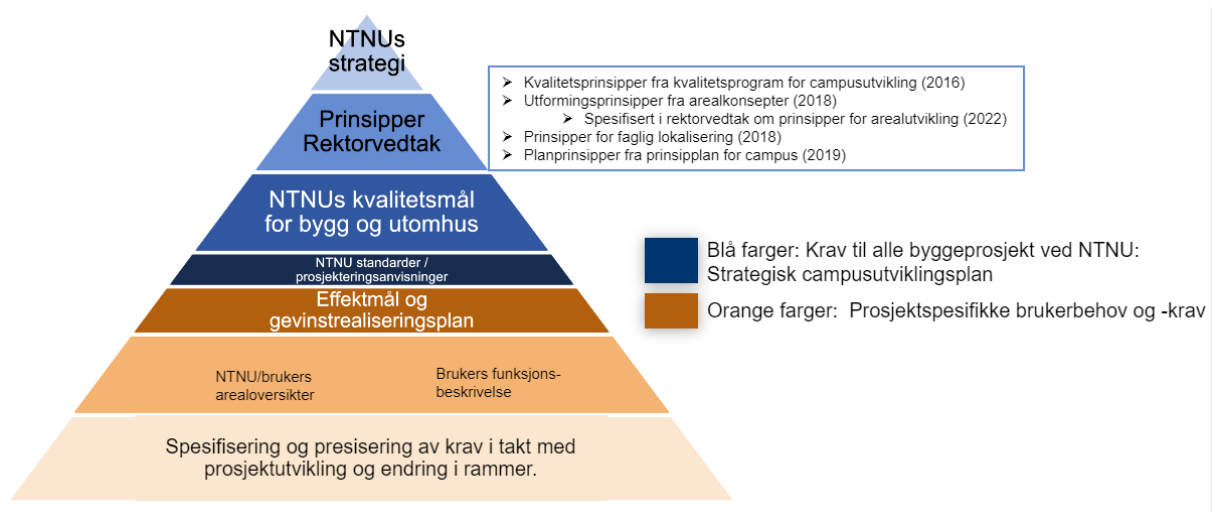 NTNUs
strategi
➢ Kvalitetsprinsipper fra kvalitetsprogram for campusutvikling (2016)
➢ Utformingsprinsipper fra arealkonsepter (2018)
➢ Spesifisert i rektorvedtak om prinsipper for arealutvikling (2022)
➢ Prinsipper for faglig lokalisering (2018)
➢ Planprinsipper fra prinsipplan for campus (2019)
Prinsipper
Rektorvedtak
NTNUs kvalitetsmål
for bygg og utomhus
NTNU standarder /
prosjekteringsanvisninger
Effektmål og
gevinstrealiseringsplan
NTNU/brukers
arealoversikter
Brukers funksjons-
beskrivelse
Spesifisering og presisering av krav i takt med
prosjektutvikling og endring i rammer.
Blå farger: Krav til alle byggeprosjekt ved NTNU:
Strategisk campusutviklingsplan
Orange farger:  Prosjektspesifikke brukerbehov og -krav